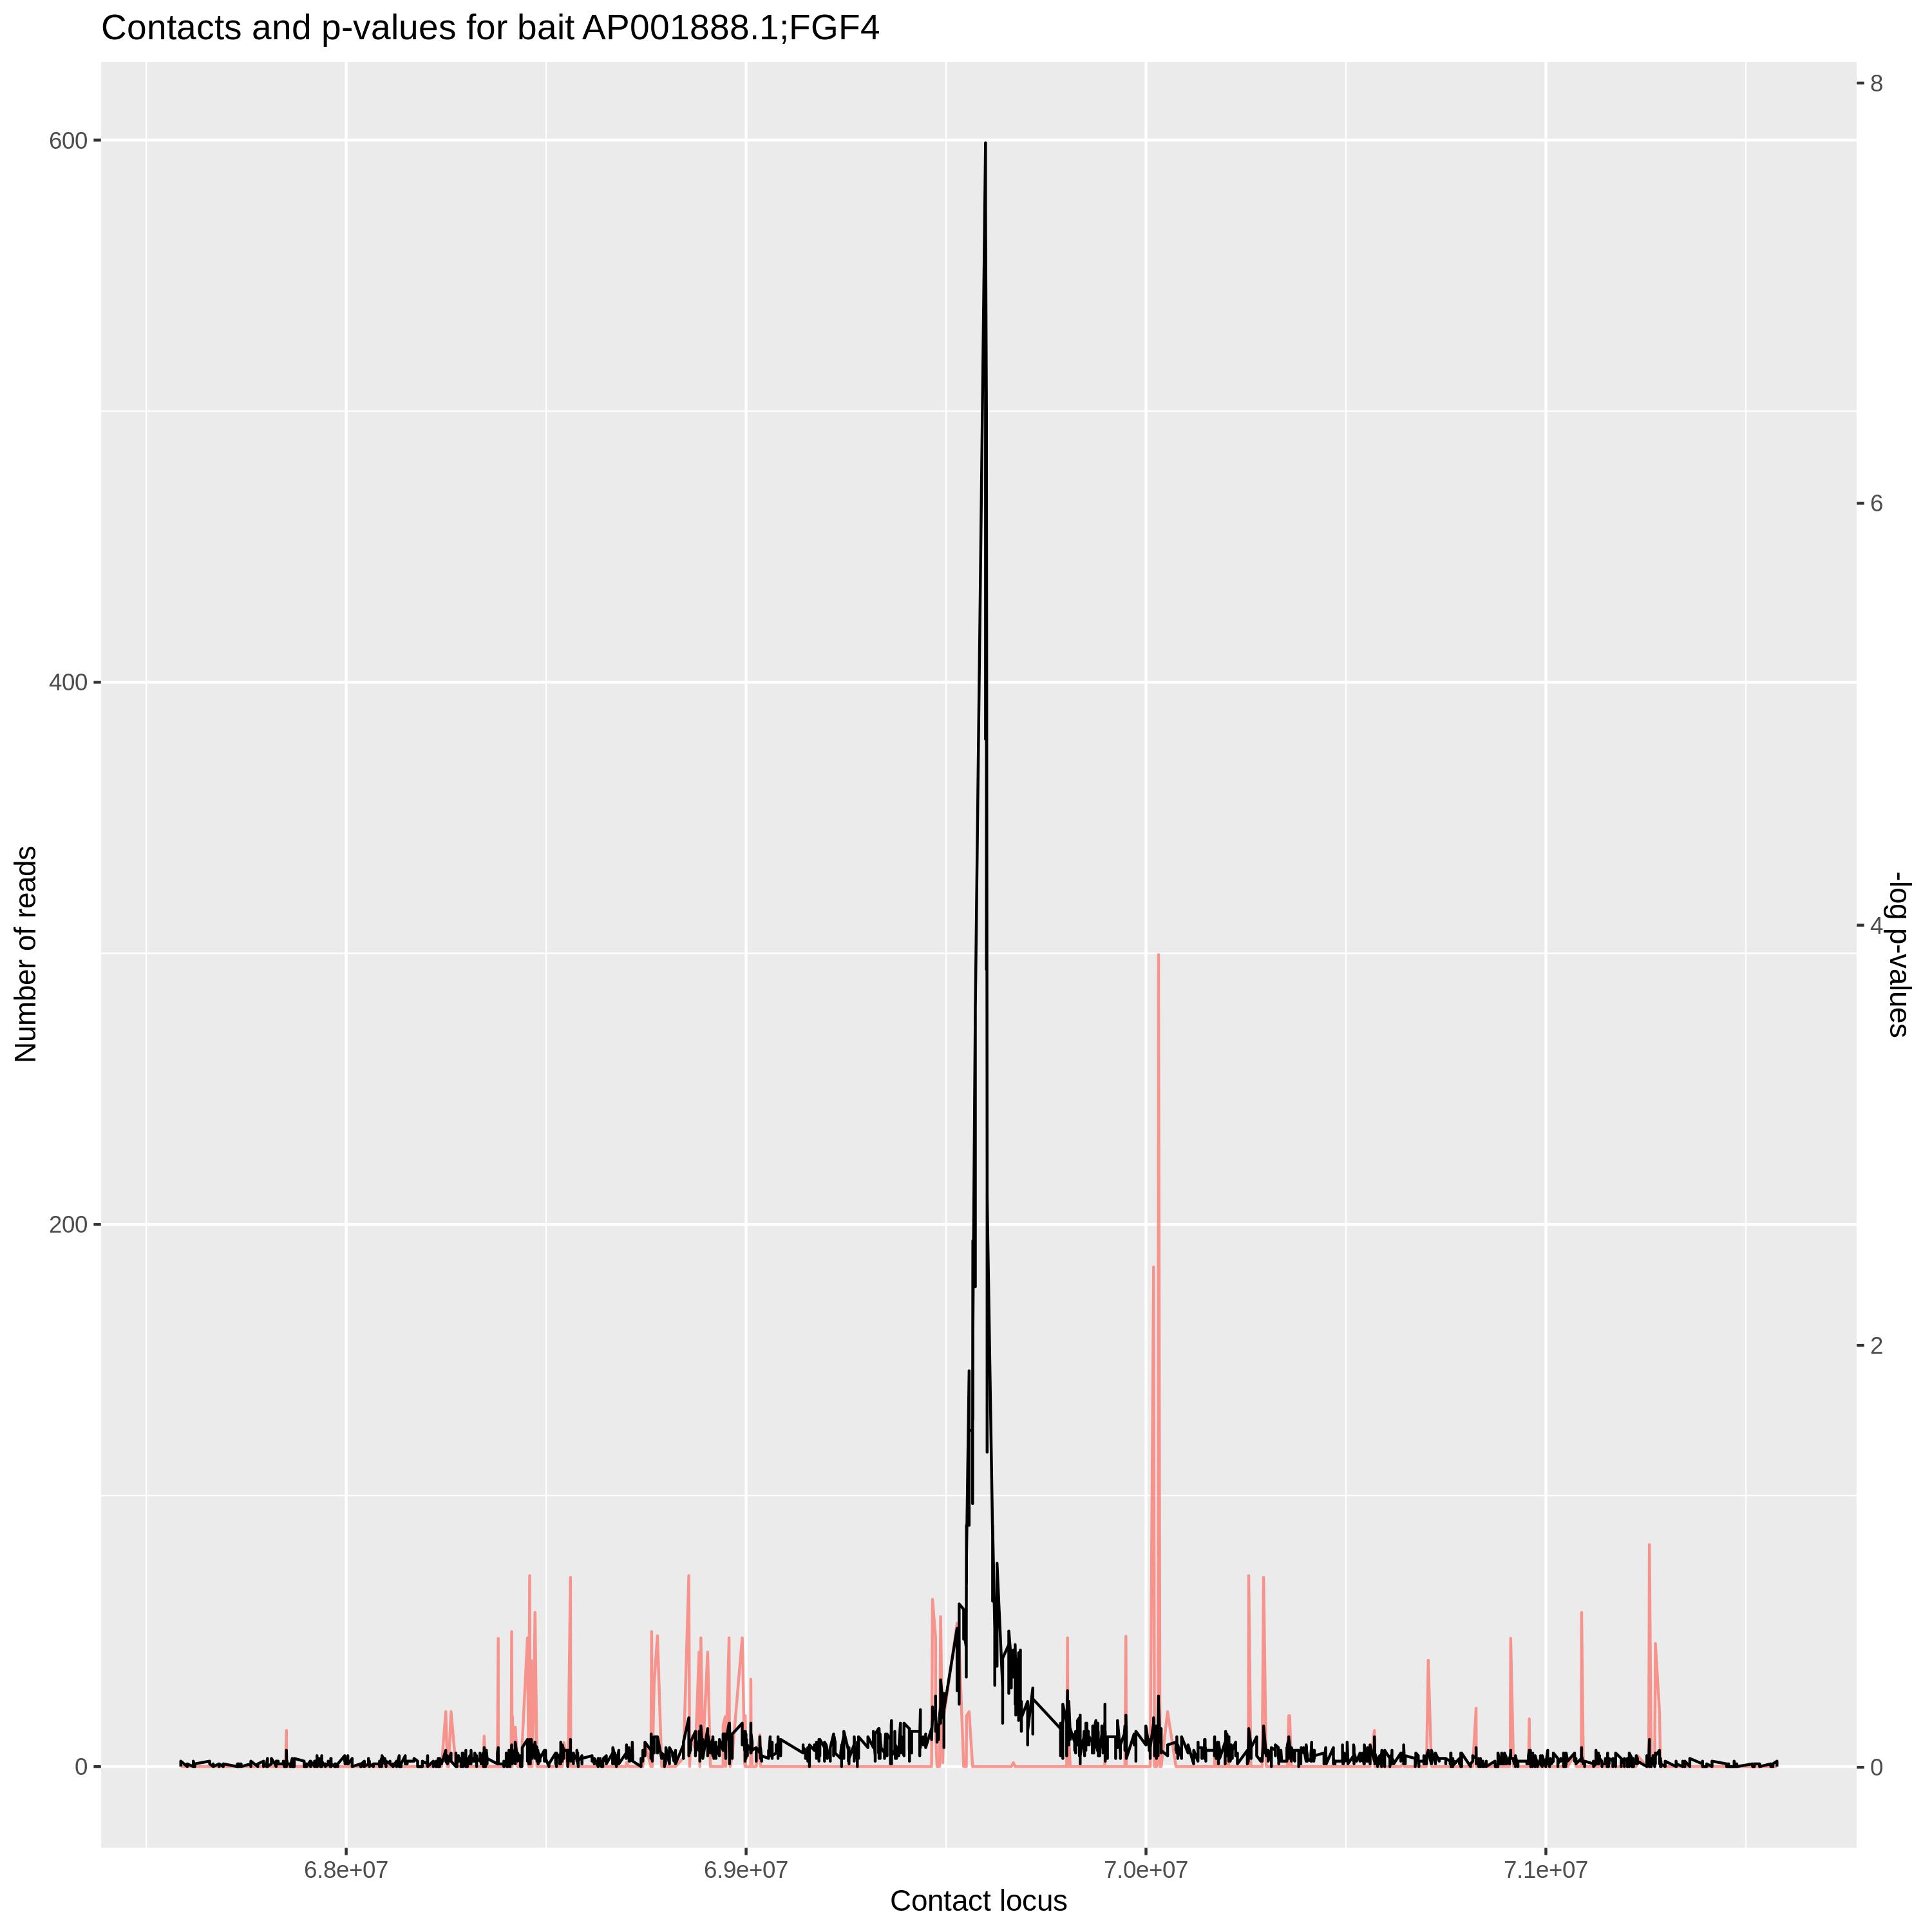 Contacts and p-values for bait AP001888.1;FGF4
Number of reads
600
400
200
0
8
6
4
2
0
-log p-values
6.8e+07
6.9e+07
7.0e+07
7.1e+07
Contact locus